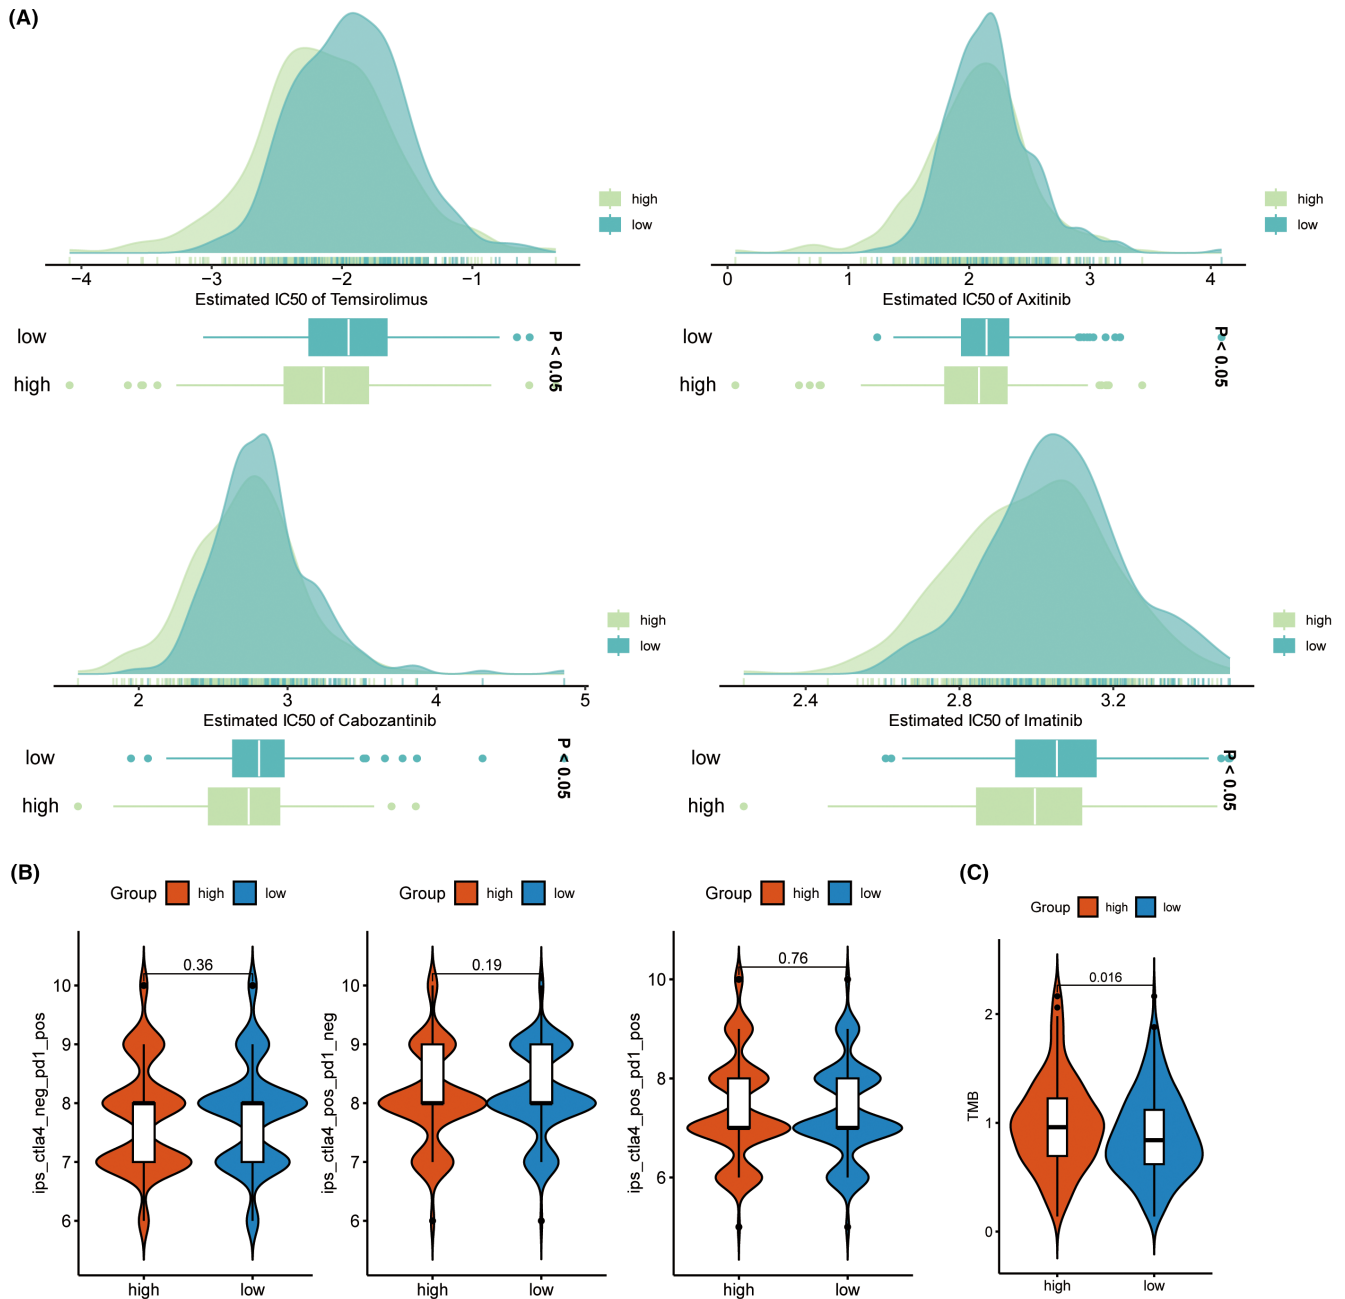 (A)
high
low
−4 −3 −2 −1
Estimated IC50 of Temsirolimus
low
high
P < 0.05
high
low
0 1 2 3 4
Estimated IC50 of Axitinib
low
high
P < 0.05
high
low
2 3 4 5
Estimated IC50 of Cabozantinib
low
high
P < 0.05
high
low
2.4 2.8 3.2
Estimated IC50 of Imatinib
low
high
P < 0.05
(B)
Group high low
ips_ctla4_neg_pd1_pos
10
9
8
7
6
0.36
high low
Group high low
ips_ctla4_pos_pd1_neg
10
9
8
7
6
0.19
high low
Group high low
ips_ctla4_pos_pd1_pos
10
8
6
0.76
high low
(C)
Group high low
TMB
2
1
0
0.016
high low